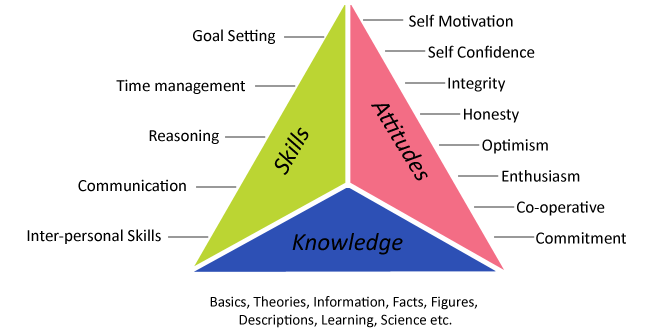 Goal Setting
Time management
Reasoning
Communication
Inter-personal Skills
Skills
Attitudes
Knowledge
Self Motivation
Self Confidence
Integrity
Honesty
Optimism
Enthusiasm
Co-operative
Commitment
Basics, Theories, Information, Facts, Figures,
Descriptions, Learning, Science etc.